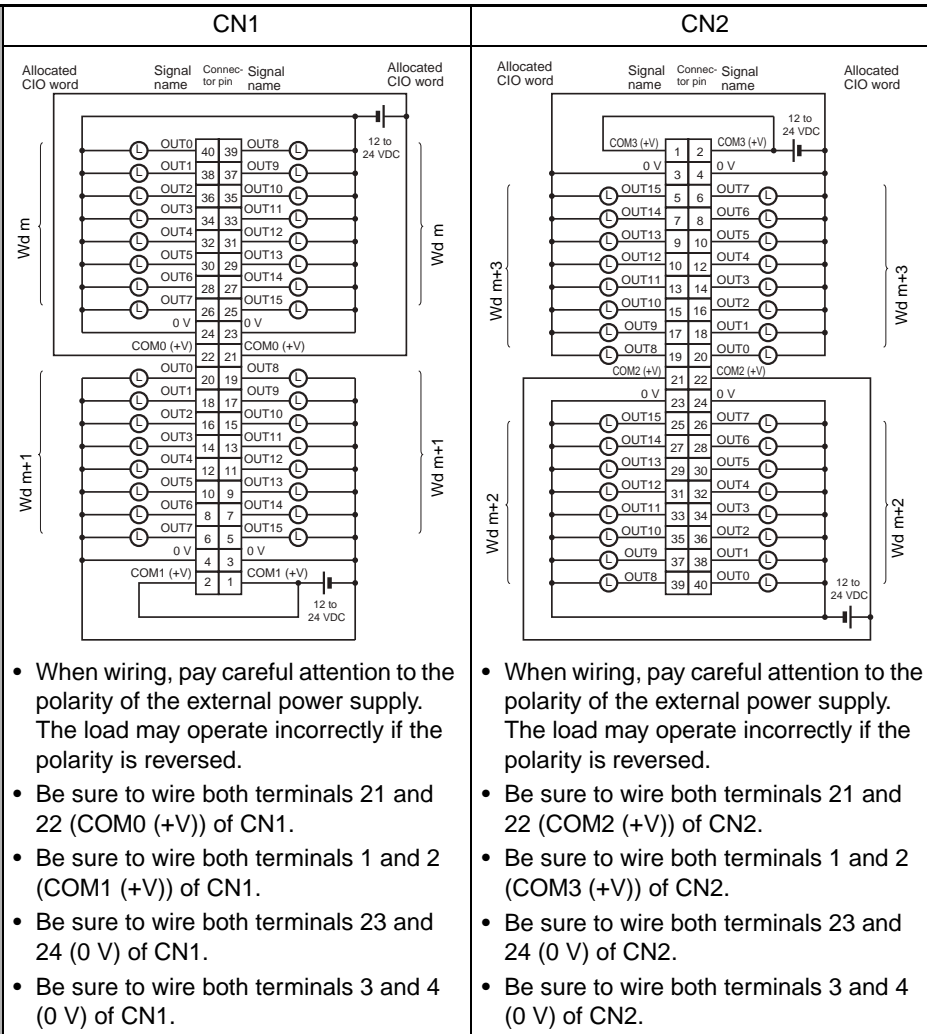 CN1
CN2
Allocated CIO word
Signal name
Connec-tor pin
Signal name
Allocated CIO word
12 to 24 VDC
L OUT0 40 39 OUT8 L
L OUT1 38 37 OUT9 L
L OUT2 36 35 OUT10 L
L OUT3 34 33 OUT11 L
L OUT4 32 31 OUT12 L
L OUT5 30 29 OUT13 L
L OUT6 28 27 OUT14 L
L OUT7 26 25 OUT15 L
0 V 24 23 0 V
COM0 (+V) 22 21 COM0 (+V)
Wd m
Wd m
L OUT0 20 19 OUT8 L
L OUT1 18 17 OUT9 L
L OUT2 16 15 OUT10 L
L OUT3 14 13 OUT11 L
L OUT4 12 11 OUT12 L
L OUT5 10 9 OUT13 L
L OUT6 8 7 OUT14 L
L OUT7 6 5 OUT15 L
0 V 4 3 0 V
COM1 (+V) 2 1 COM1 (+V)
Wd m+1
Wd m+1
12 to 24 VDC
Allocated CIO word
Signal name
Connec-tor pin
Signal name
Allocated CIO word
12 to 24 VDC
COM3 (+V) 1 2 COM3 (+V)
0 V 3 4 0 V
L OUT15 5 6 OUT7 L
L OUT14 7 8 OUT6 L
L OUT13 9 10 OUT5 L
L OUT12 10 12 OUT4 L
L OUT11 13 14 OUT3 L
L OUT10 15 16 OUT2 L
L OUT9 17 18 OUT1 L
L OUT8 19 20 OUT0 L
Wd m+3
Wd m+3
COM2 (+V) 21 22 COM2 (+V)
0 V 23 24 0 V
L OUT15 25 26 OUT7 L
L OUT14 27 28 OUT6 L
L OUT13 29 30 OUT5 L
L OUT12 31 32 OUT4 L
L OUT11 33 34 OUT3 L
L OUT10 35 36 OUT2 L
L OUT9 37 38 OUT1 L
L OUT8 39 40 OUT0 L
Wd m+2
Wd m+2
12 to 24 VDC
• When wiring, pay careful attention to the
polarity of the external power supply.
The load may operate incorrectly if the
polarity is reversed.
• Be sure to wire both terminals 21 and
22 (COM0 (+V)) of CN1.
• Be sure to wire both terminals 1 and 2
(COM1 (+V)) of CN1.
• Be sure to wire both terminals 23 and
24 (0 V) of CN1.
• Be sure to wire both terminals 3 and 4
(0 V) of CN1.
• When wiring, pay careful attention to the
polarity of the external power supply.
The load may operate incorrectly if the
polarity is reversed.
• Be sure to wire both terminals 21 and
22 (COM2 (+V)) of CN2.
• Be sure to wire both terminals 1 and 2
(COM3 (+V)) of CN2.
• Be sure to wire both terminals 23 and
24 (0 V) of CN2.
• Be sure to wire both terminals 3 and 4
(0 V) of CN2.